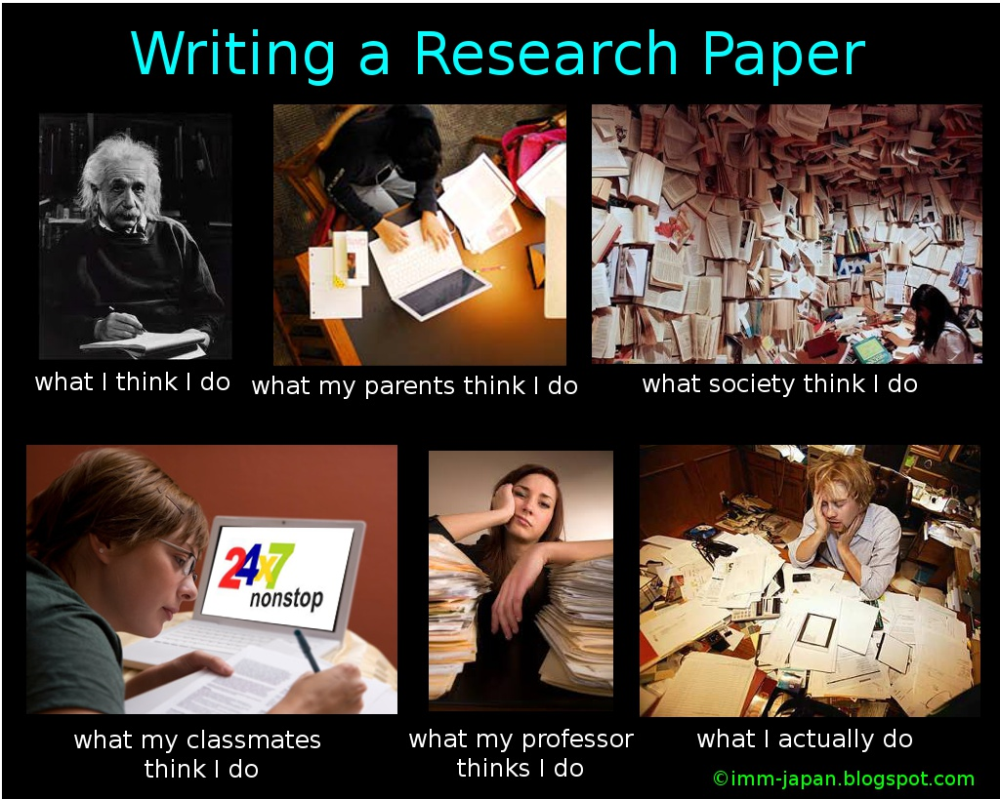 Writing a Research Paper
what I think I do
what my parents think I do
what society think I do
24x7
nonstop
what my classmates
think I do
what my professor
thinks I do
what I actually do
©imm-japan.blogspot.com